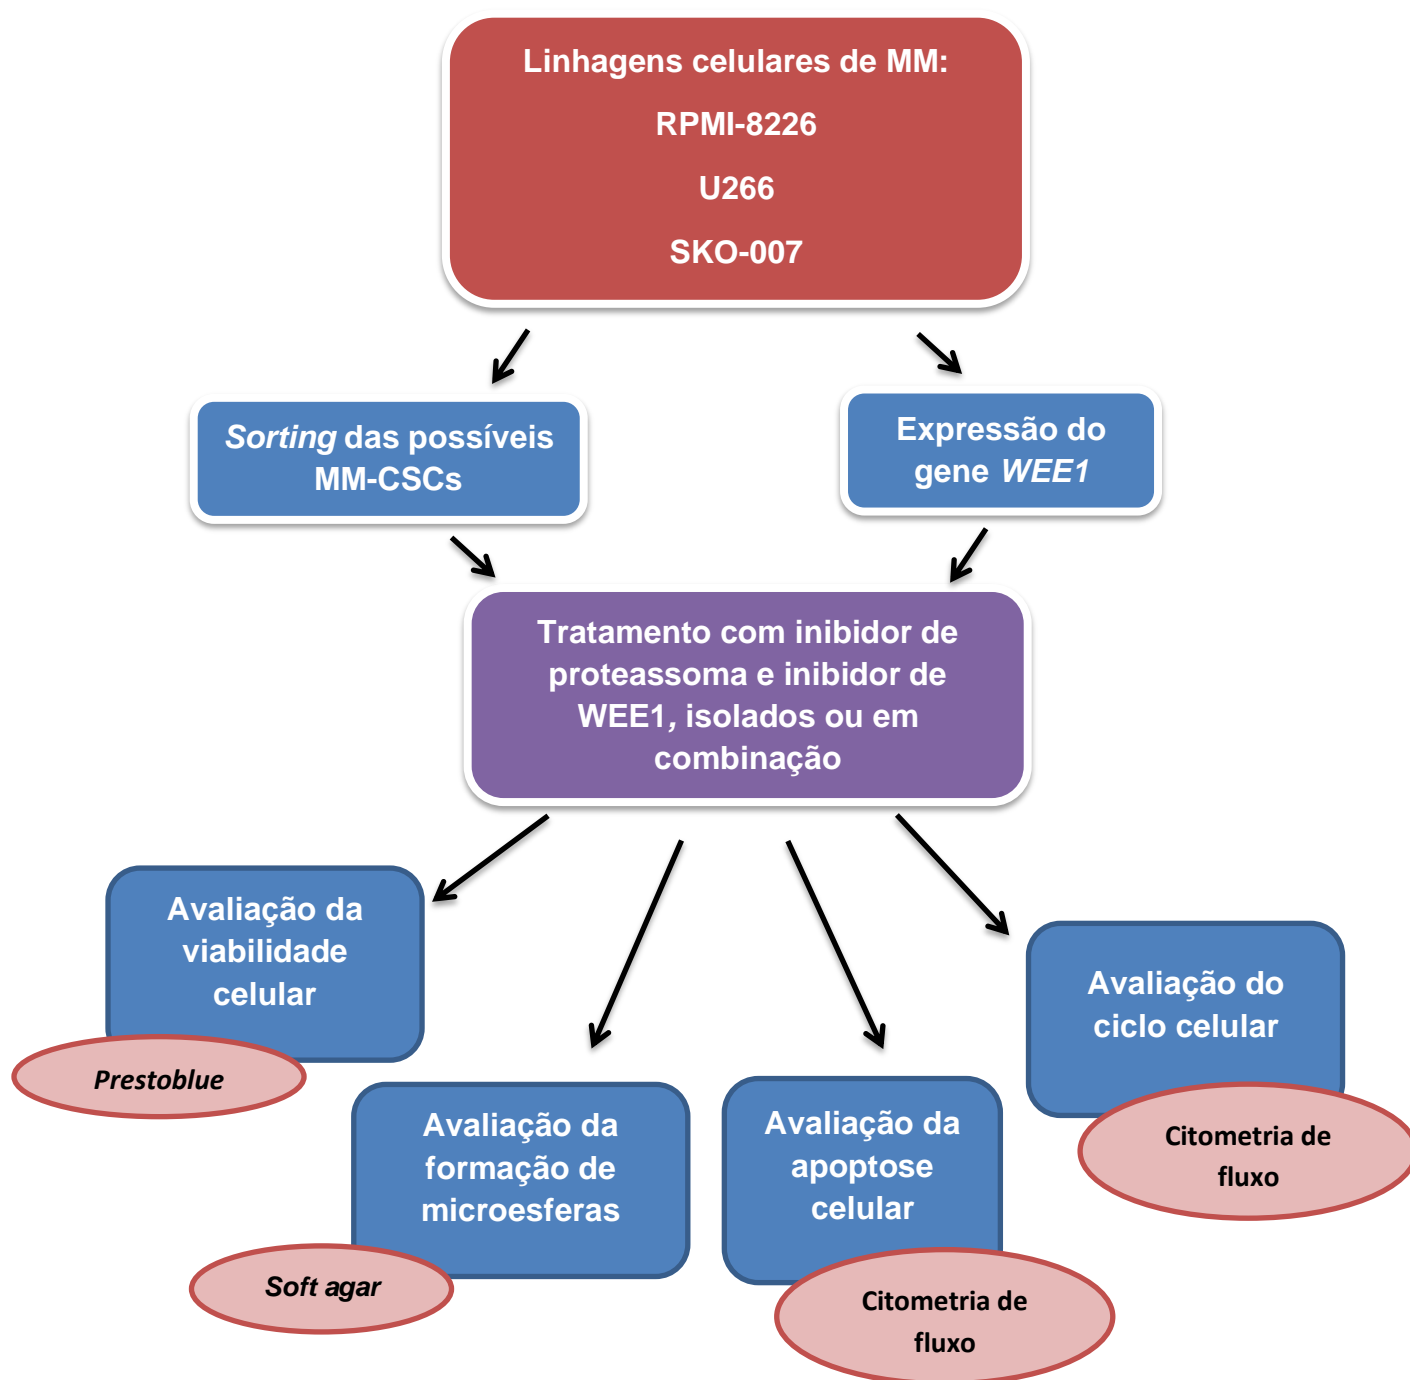 Linhagens celulares de MM:
RPMI-8226
U266
SKO-007
Sorting das possíveis
MM-CSCs
Expressão do
gene WEE1
Tratamento com inibidor de
proteassoma e inibidor de
WEE1, isolados ou em
combinação
Avaliação da
viabilidade
celular
Prestoblue
Avaliação da
formação de
microesferas
Soft agar
Avaliação da
apoptose
celular
Citometria de
fluxo
Avaliação do
ciclo celular
Citometria de
fluxo